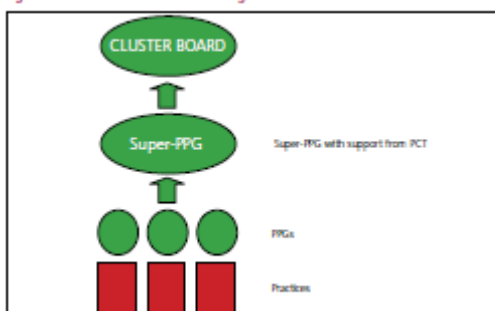 CLUSTER BOARD
Super-PPG
Super-PPG with support from PCT
PPGs
Practices